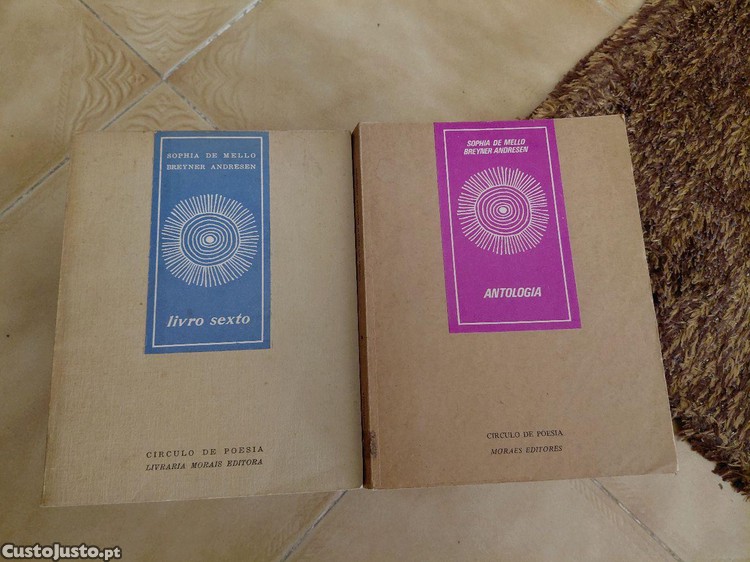 SOPHIA DE MELLO
BREYNER ANDRESEN
livro sexto
CIRCULO DE POESIA
LIVRARIA MORAIS EDITORA
SOPHIA DE MELLO
BREYNER ANDRESEN
ANTOLOGIA
CIRCULO DE POESIA
MORAES EDITORES
CustoJusto.pt